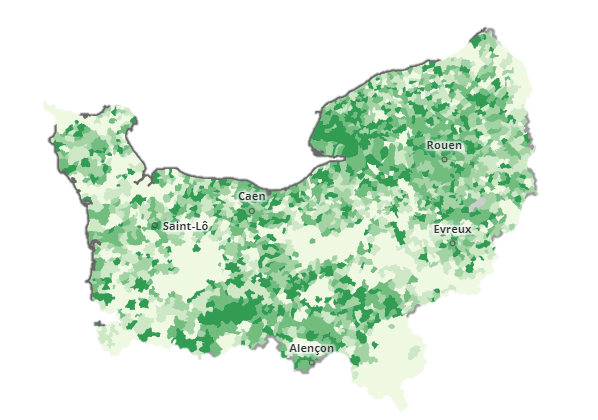 Rouen
Caen
Saint-Lô
Evreux
Alençon